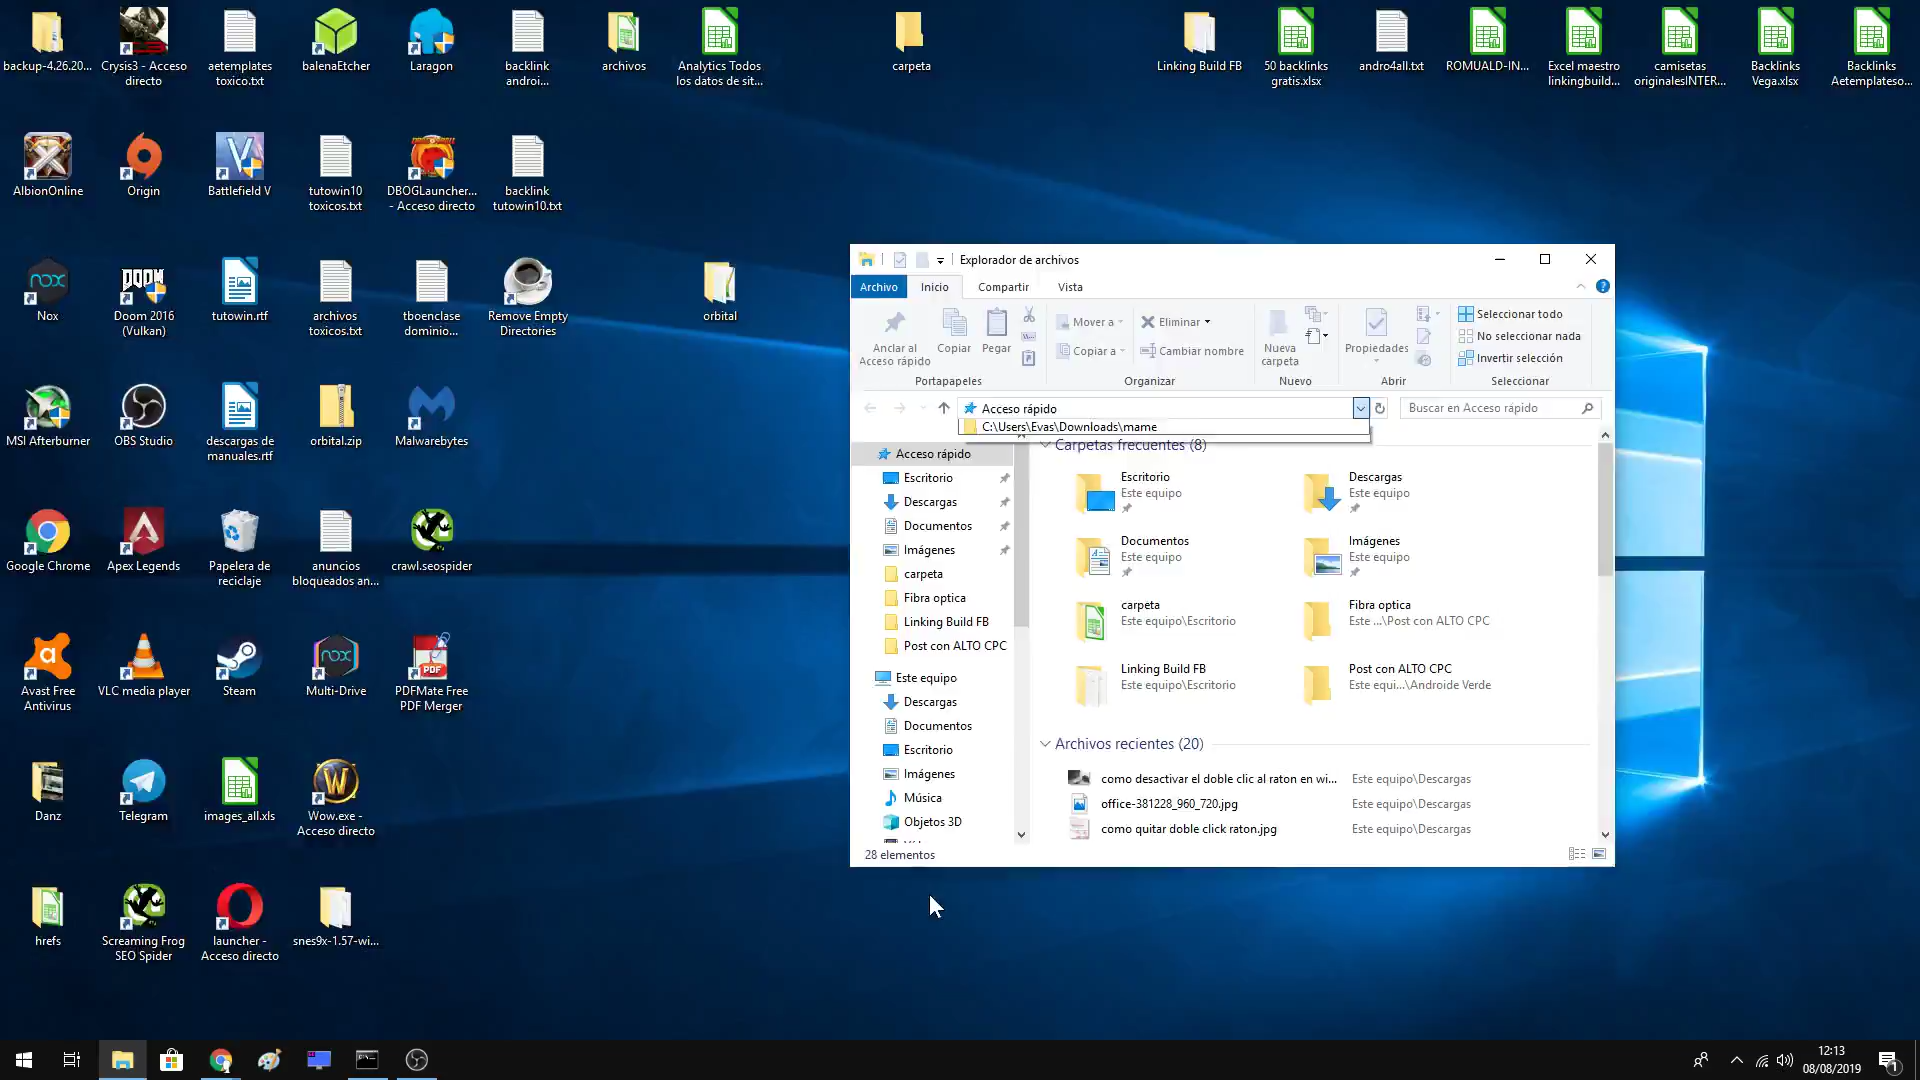 backup-4.26.20...
Crysis3 - Acceso
directo
aetemplates
toxico.txt
balenaEtcher
Laragon
backlink
androi...
archivos
Analytics Todos
los datos de sit...
carpeta
Linking Build FB
50 backlinks
gratis.xlsx
andro4all.txt
ROMUALD-IN...
Excel maestro
linkingbuild...
camisetas
originalesINTER...
Backlinks
Vega.xlsx
Backlinks
Aetemplateso...
AlbionOnline
Origin
Battlefield V
tutowin10
toxicos.txt
DBOGLauncher...
- Acceso directo
backlink
tutowin10.txt
Nox
Doom 2016
(Vulkan)
tutowin.rtf
archivos
toxicos.txt
tboenclase
dominio...
Remove Empty
Directories
orbital
MSI Afterburner
OBS Studio
descargas de
manuales.rtf
orbital.zip
Malwarebytes
Google Chrome
Apex Legends
Papelera de
reciclaje
anuncios
bloqueados an...
crawl.seospider
Avast Free
Antivirus
VLC media player
Steam
Multi-Drive
PDFMate Free
PDF Merger
Danz
Telegram
images_all.xls
Wow.exe -
Acceso directo
hrefs
Screaming Frog
SEO Spider
launcher -
Acceso directo
snes9x-1.57-wi...
Explorador de archivos
Archivo
Inicio
Compartir
Vista
Anclar al
Acceso rápido
Copiar
Pegar
Mover a
Copiar a
Eliminar
Cambiar nombre
Nueva
carpeta
Propiedades
Seleccionar todo
No seleccionar nada
Invertir selección
Portapapeles
Organizar
Nuevo
Abrir
Seleccionar
Acceso rápido
Buscar en Acceso rápido
C:\Users\Evas\Downloads\mame
Acceso rápido
Escritorio
Descargas
Documentos
Imágenes
carpeta
Fibra optica
Linking Build FB
Post con ALTO CPC
Este equipo
Descargas
Documentos
Escritorio
Imágenes
Música
Objetos 3D
Carpetas frecuentes (8)
Escritorio
Este equipo
Descargas
Este equipo
Documentos
Este equipo
Imágenes
Este equipo
carpeta
Este equipo\Escritorio
Fibra optica
Este ...\Post con ALTO CPC
Linking Build FB
Este equipo\Escritorio
Post con ALTO CPC
Este equi...\Androide Verde
Archivos recientes (20)
como desactivar el doble clic al raton en wi...
Este equipo\Descargas
office-381228_960_720.jpg
Este equipo\Descargas
como quitar doble click raton.jpg
Este equipo\Descargas
28 elementos
12:13
08/08/2019
1